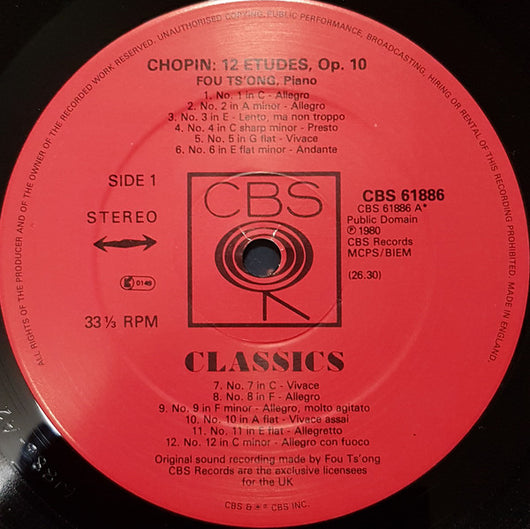 ALL RIGHTS OF THE PRODUCER AND OF THE OWNER OF THE RECORDED WORK RESERVED. UNAUTHORISED COPYING, PUBLIC PERFORMANCE, BROADCASTING, HIRING OR RENTAL OF THIS RECORDING PROHIBITED. MADE IN ENGLAND.
CHOPIN: 12 ETUDES, Op. 10
FOU TS'ONG, Piano
1. No. 1 in C - Allegro
2. No. 2 in A minor - Allegro
3. No. 3 in E - Lento, ma non troppo
4. No. 4 in C sharp minor - Presto
5. No. 5 in G flat - Vivace
6. No. 6 in E flat minor - Andante
SIDE 1
STEREO
0149
33⅓ RPM
CBS
CBS 61886
CBS 61886 A*
Public Domain
℗ 1980
CBS Records
MCPS/BIEM
(26.30)
CLASSICS
7. No. 7 in C - Vivace
8. No. 8 in F - Allegro
9. No. 9 in F minor - Allegro, molto agitato
10. No. 10 in A flat - Vivace assai
11. No. 11 in E flat - Allegretto
12. No. 12 in C minor - Allegro con fuoco
Original sound recording made by Fou Ts'ong
CBS Records are the exclusive licensees
for the UK
CBS & CBS INC.